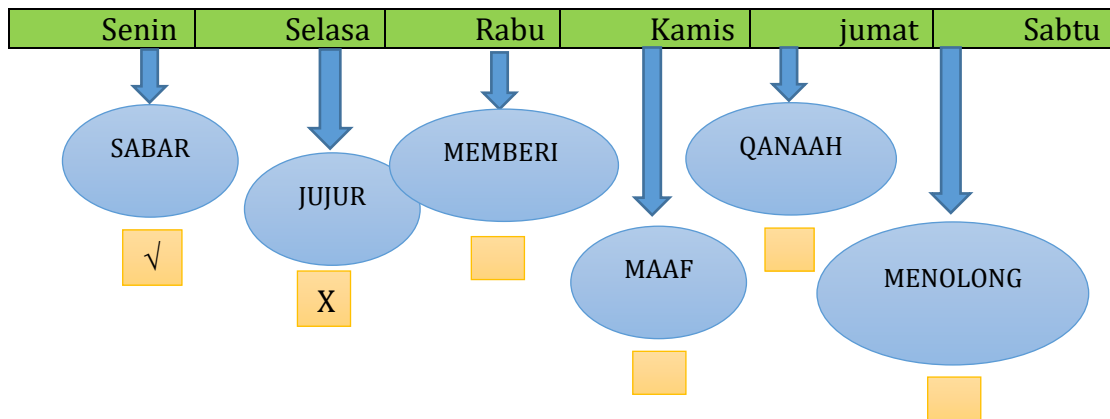 Senin Selasa Rabu Kamis jumat Sabtu
SABAR
JUJUR
MEMBERI
MAAF
QANAAH
MENOLONG
√
X